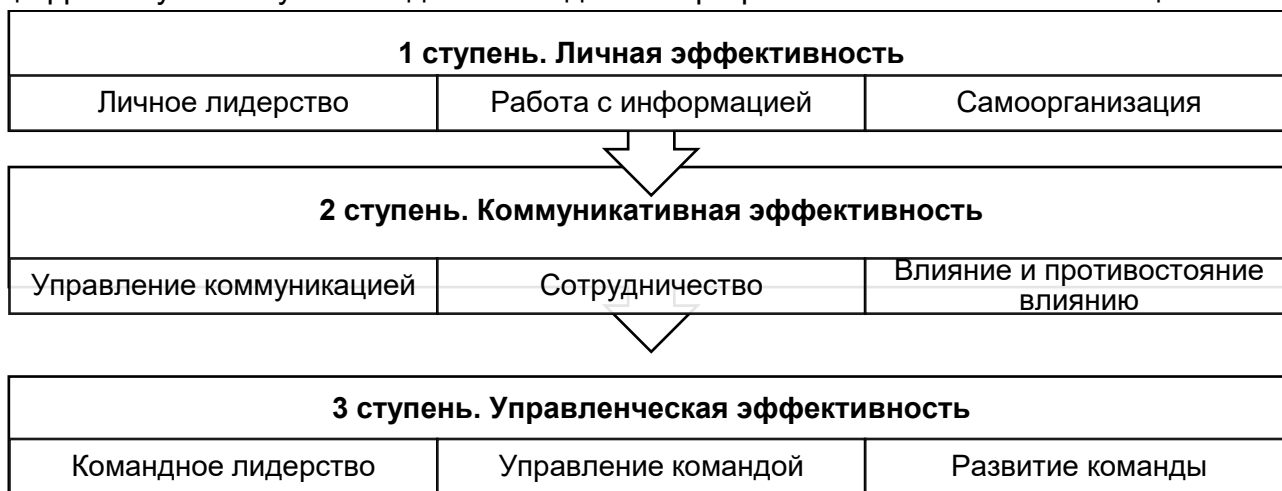 1 ступень. Личная эффективность
Личное лидерство Работа с информацией Самоорганизация
2 ступень. Коммуникативная эффективность
Управление коммуникацией Сотрудничество Влияние и противостояние
влиянию
3 ступень. Управленческая эффективность
Командное лидерство Управление командой Развитие команды